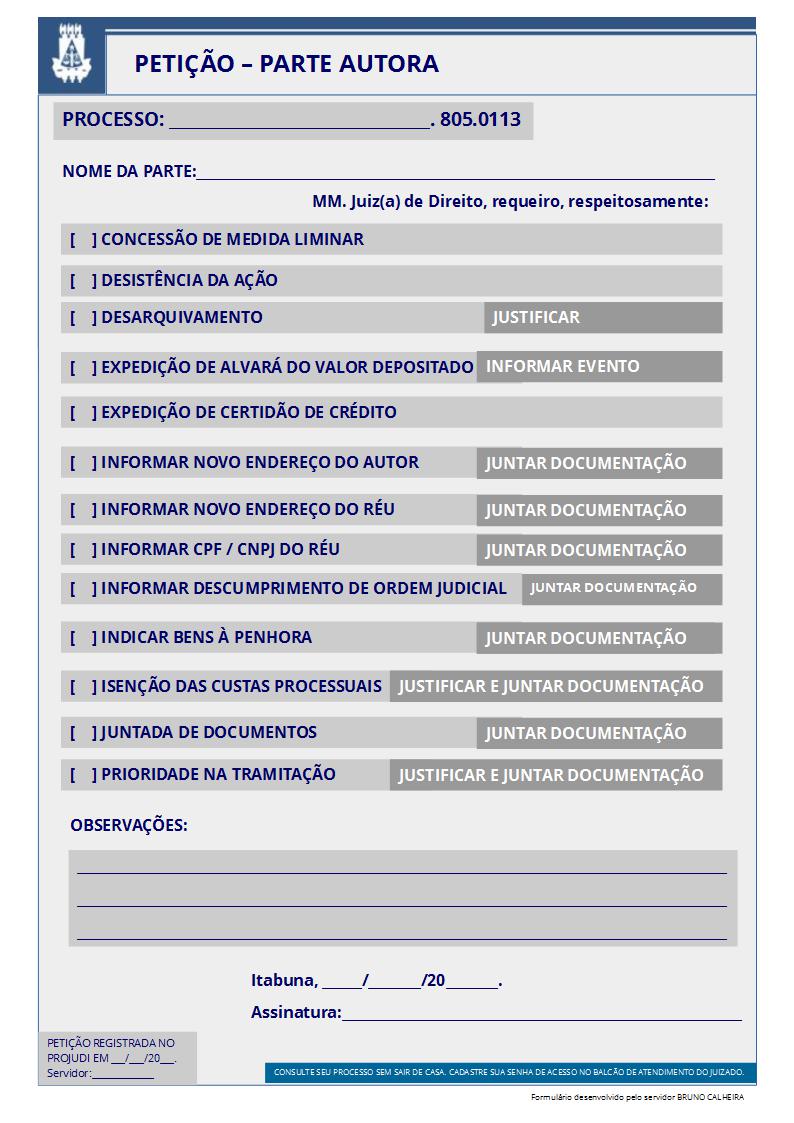 PETIÇÃO – PARTE AUTORA
PROCESSO: ____________________________. 805.0113
NOME DA PARTE:____________________________________________________________
MM. Juiz(a) de Direito, requeiro, respeitosamente:
[ ] CONCESSÃO DE MEDIDA LIMINAR
[ ] DESISTÊNCIA DA AÇÃO
[ ] DESARQUIVAMENTO JUSTIFICAR
[ ] EXPEDIÇÃO DE ALVARÁ DO VALOR DEPOSITADO INFORMAR EVENTO
[ ] EXPEDIÇÃO DE CERTIDÃO DE CRÉDITO
[ ] INFORMAR NOVO ENDEREÇO DO AUTOR JUNTAR DOCUMENTAÇÃO
[ ] INFORMAR NOVO ENDEREÇO DO RÉU JUNTAR DOCUMENTAÇÃO
[ ] INFORMAR CPF / CNPJ DO RÉU JUNTAR DOCUMENTAÇÃO
[ ] INFORMAR DESCUMPRIMENTO DE ORDEM JUDICIAL JUNTAR DOCUMENTAÇÃO
[ ] INDICAR BENS À PENHORA JUNTAR DOCUMENTAÇÃO
[ ] ISENÇÃO DAS CUSTAS PROCESSUAIS JUSTIFICAR E JUNTAR DOCUMENTAÇÃO
[ ] JUNTADA DE DOCUMENTOS JUNTAR DOCUMENTAÇÃO
[ ] PRIORIDADE NA TRAMITAÇÃO JUSTIFICAR E JUNTAR DOCUMENTAÇÃO
OBSERVAÇÕES:
Itabuna, _____/_______/20_______.
Assinatura:______________________________________________
PETIÇÃO REGISTRADA NO
PROJUDI EM ___/___/20___.
Servidor:_____________
CONSULTE SEU PROCESSO SEM SAIR DE CASA. CADASTRE SUA SENHA DE ACESSO NO BALCÃO DE ATENDIMENTO DO JUIZADO.
Formulário desenvolvido pelo servidor BRUNO CALHEIRA